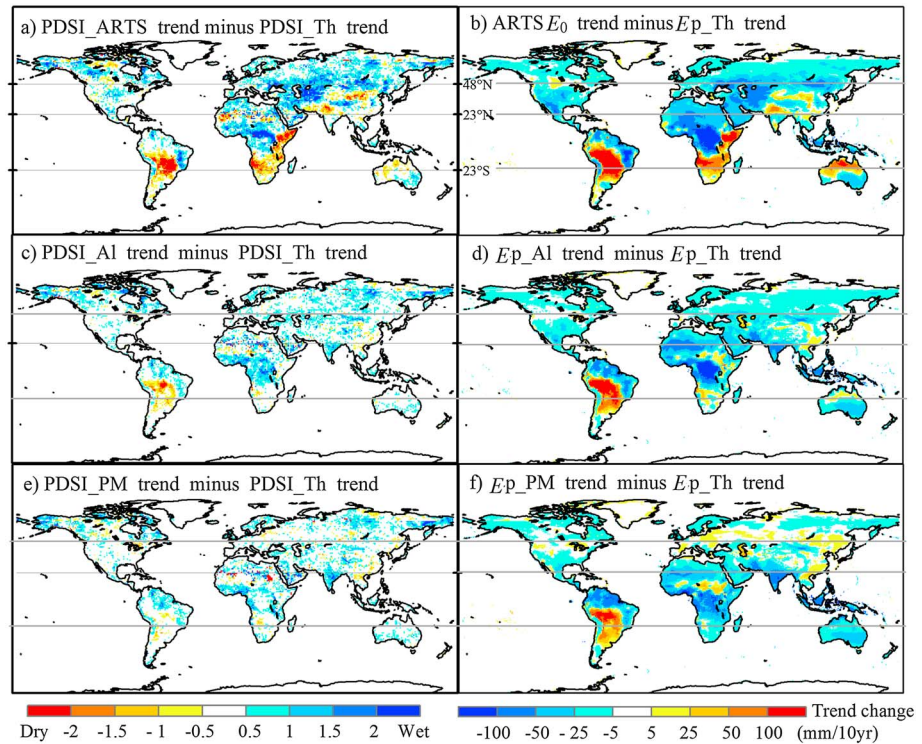 a) PDSI_ARTS trend minus PDSI_Th trend
b) ARTS E0 trend minus Ep_Th trend
48°N
23°N
23°S
c) PDSI_Al trend minus PDSI_Th trend
d) Ep_Al trend minus Ep_Th trend
e) PDSI_PM trend minus PDSI_Th trend
f) Ep_PM trend minus Ep_Th trend
Dry -2 -1.5 -1 -0.5 0.5 1 1.5 2 Wet
-100 -50 -25 -5 5 25 50 100 Trend change
(mm/10yr)